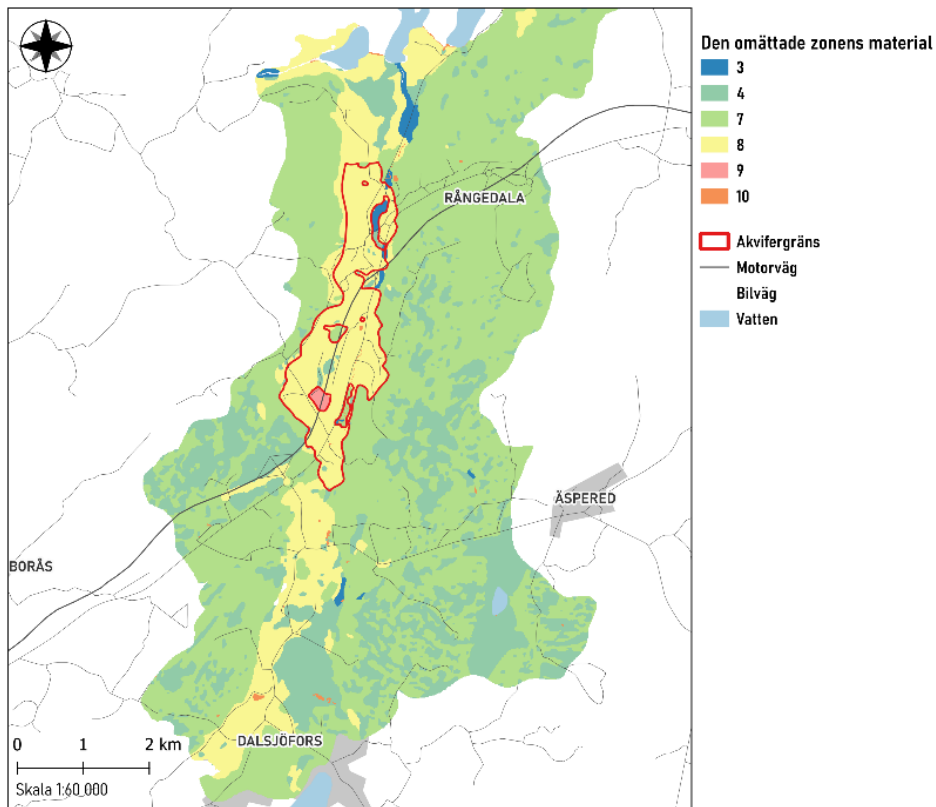 Den omättade zonens material
3
4
7
8
9
10
Akvifergräns
Motorväg
Bilväg
Vatten
RÅNGEDALA
ÄSPERED
BORÅS
DALSJÖFORS
0 1 2 km
Skala 1:60 000